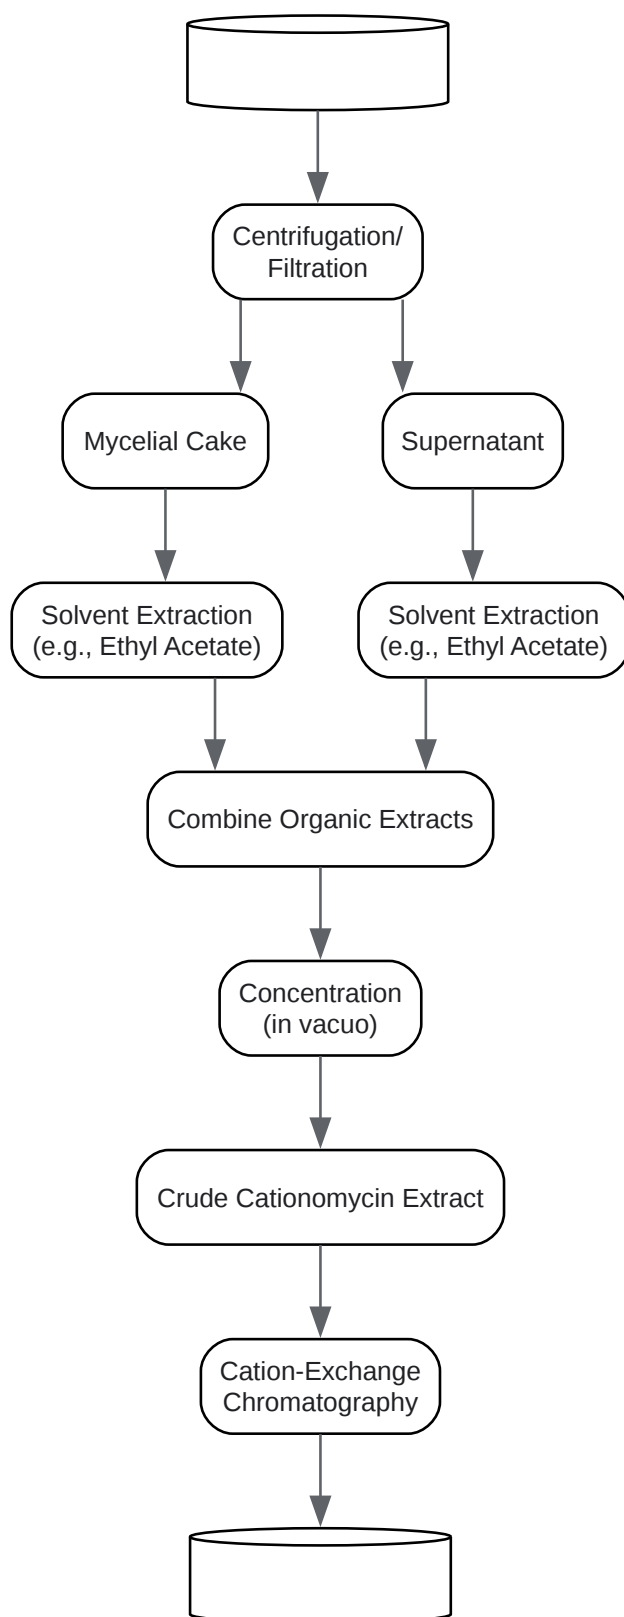 Centrifugation/
Filtration
Mycelial Cake
Supernatant
Solvent Extraction
(e.g., Ethyl Acetate)
Solvent Extraction
(e.g., Ethyl Acetate)
Combine Organic Extracts
Concentration
(in vacuo)
Crude Cationomycin Extract
Cation-Exchange
Chromatography